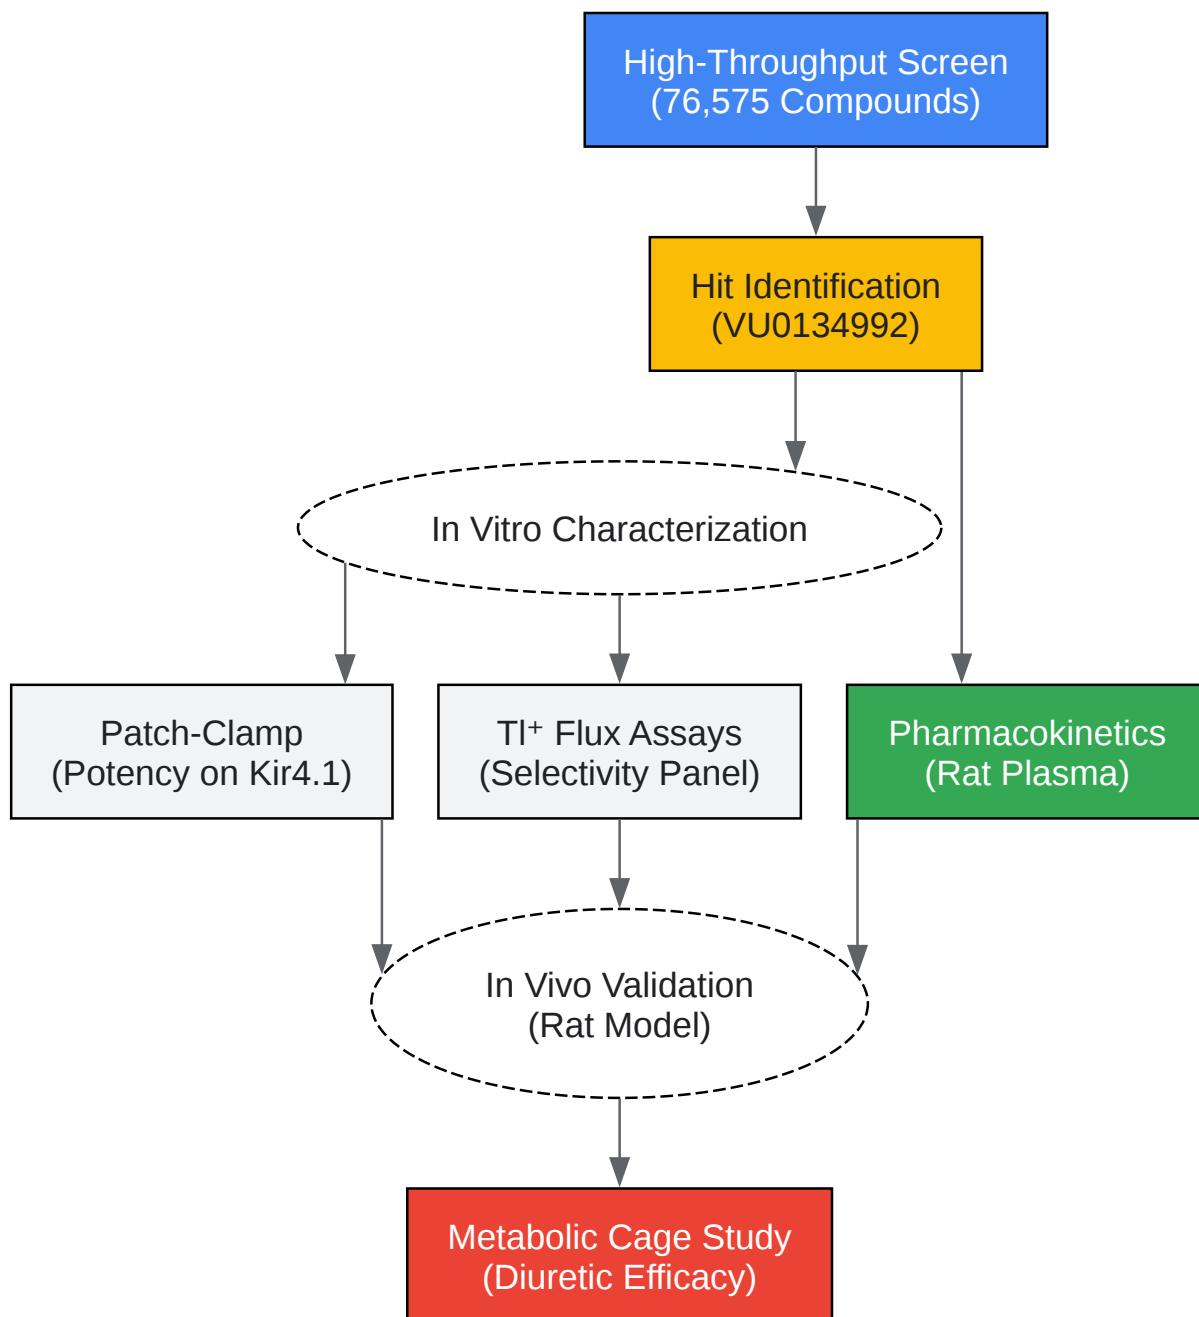 High-Throughput Screen
(76,575 Compounds)
Hit Identification
(VU0134992)
In Vitro Characterization
Patch-Clamp
(Potency on Kir4.1)
Tl⁺ Flux Assays
(Selectivity Panel)
Pharmacokinetics
(Rat Plasma)
In Vivo Validation
(Rat Model)
Metabolic Cage Study
(Diuretic Efficacy)